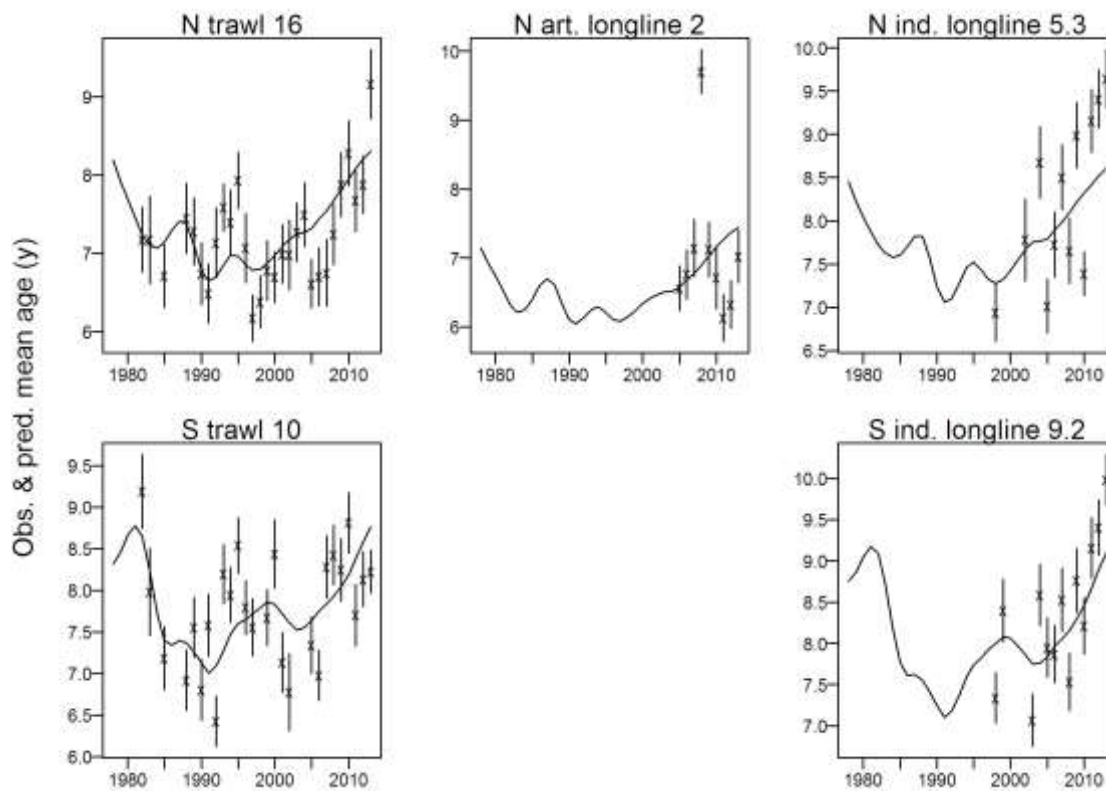 Obs. & pred. mean age (y)
N trawl 16
9
8
7
6
1980 1990 2000 2010
N art. longline 2
10
9
8
7
6
1980 1990 2000 2010
N ind. longline 5.3
10.0
9.5
9.0
8.5
8.0
7.5
7.0
6.5
1980 1990 2000 2010
S trawl 10
9.5
9.0
8.5
8.0
7.5
7.0
6.5
6.0
1980 1990 2000 2010
S ind. longline 9.2
10.0
9.5
9.0
8.5
8.0
7.5
7.0
1980 1990 2000 2010